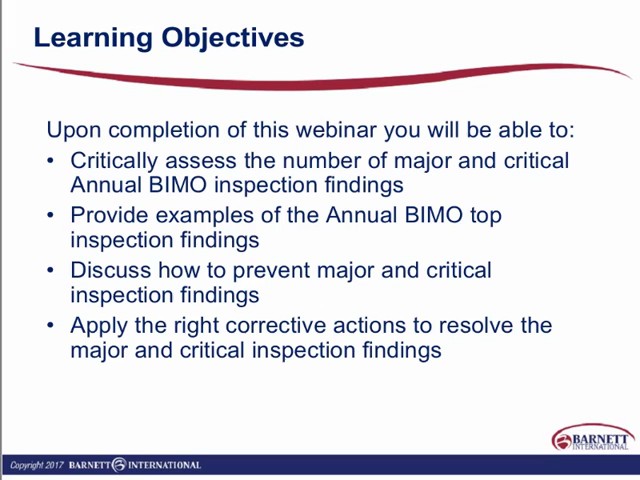 Learning Objectives
Upon completion of this webinar you will be able to:
• Critically assess the number of major and critical
Annual BIMO inspection findings
• Provide examples of the Annual BIMO top
inspection findings
• Discuss how to prevent major and critical
inspection findings
• Apply the right corrective actions to resolve the
major and critical inspection findings
BARNETT
INTERNATIONAL
Copyright 2017 BARNETT INTERNATIONAL